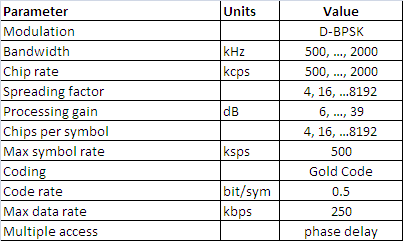 Parameter Units Value
Modulation D-BPSK
Bandwidth kHz 500, ..., 2000
Chip rate kcps 500, ..., 2000
Spreading factor 4, 16, ...8192
Processing gain dB 6, ..., 39
Chips per symbol 4, 16, ...8192
Max symbol rate ksps 500
Coding Gold Code
Code rate bit/sym 0.5
Max data rate kbps 250
Multiple access phase delay